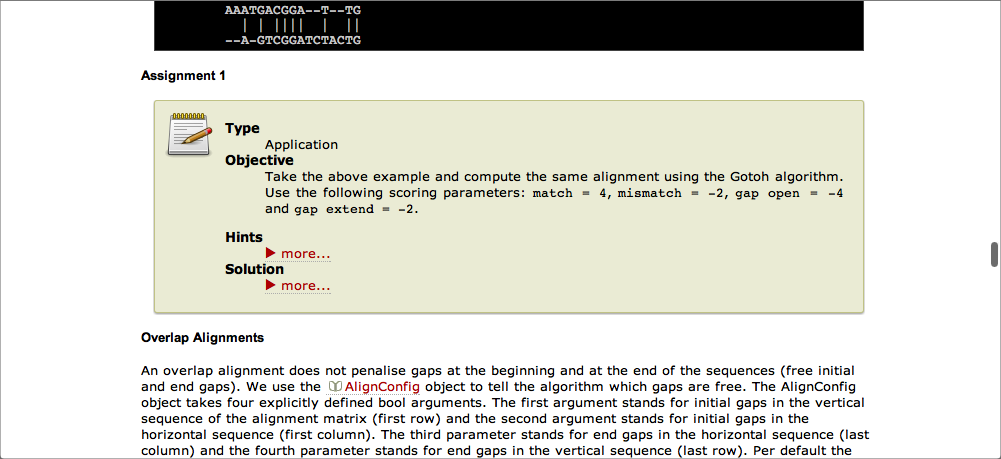 AAATGACGGA--T--TG
| | |||| | ||
--A-GTCGGATCTACTG
Assignment 1
Type
Application
Objective
Take the above example and compute the same alignment using the Gotoh algorithm.
Use the following scoring parameters: match = 4, mismatch = -2, gap open = -4
and gap extend = -2.
Hints
▶ more...
Solution
▶ more...
Overlap Alignments
An overlap alignment does not penalise gaps at the beginning and at the end of the sequences (free initial
and end gaps). We use the AlignConfig object to tell the algorithm which gaps are free. The AlignConfig
object takes four explicitly defined bool arguments. The first argument stands for initial gaps in the vertical
sequence of the alignment matrix (first row) and the second argument stands for initial gaps in the
horizontal sequence (first column). The third parameter stands for end gaps in the horizontal sequence (last
column) and the fourth parameter stands for end gaps in the vertical sequence (last row). Per default the